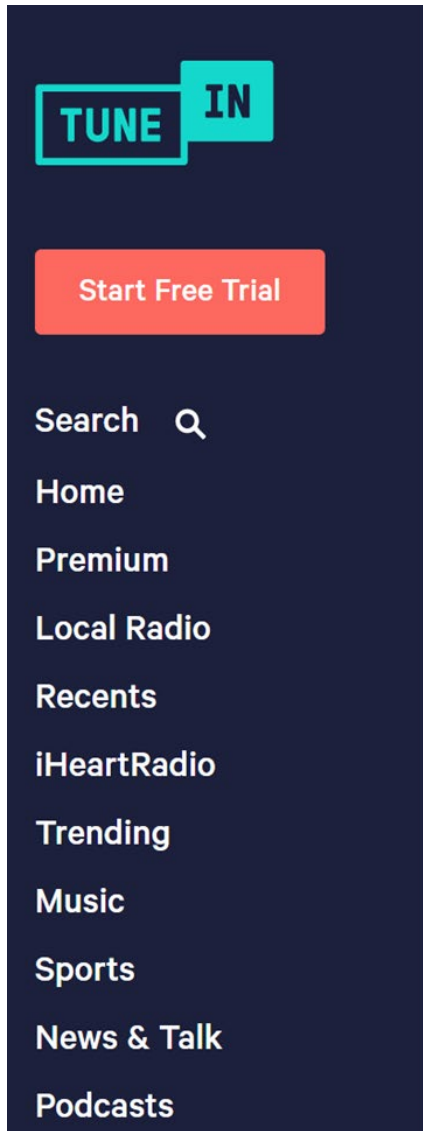 TUNE IN
Start Free Trial
Search
Home
Premium
Local Radio
Recents
iHeartRadio
Trending
Music
Sports
News & Talk
Podcasts